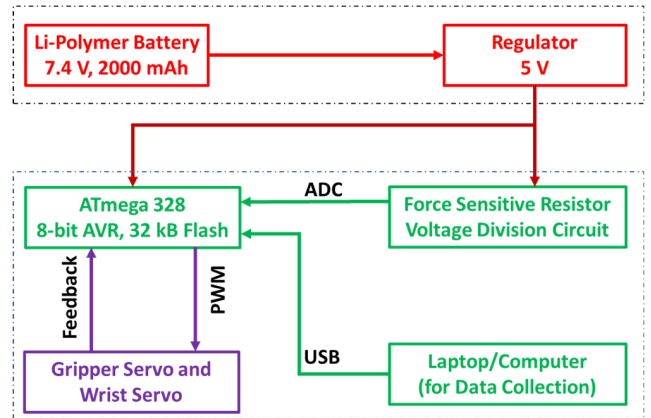 Li-Polymer Battery
7.4 V, 2000 mAh
Regulator
5 V
ATmega 328
8-bit AVR, 32 kB Flash
ADC
Force Sensitive Resistor
Voltage Division Circuit
Feedback
PWM
Gripper Servo and
Wrist Servo
USB
Laptop/Computer
(for Data Collection)